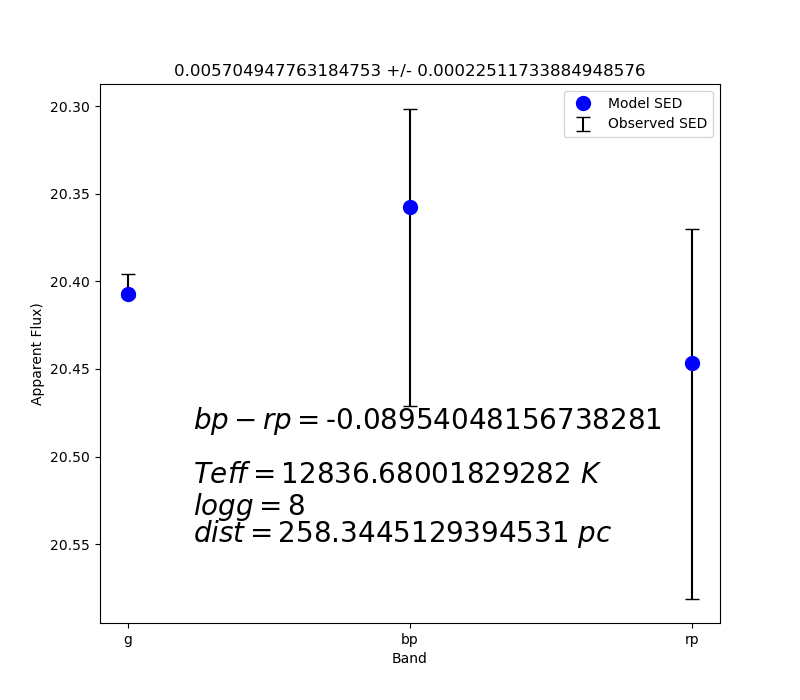 0.005704947763184753 +/- 0.00022511733884948576
Model SED
Observed SED
20.30
20.35
20.40
20.45
20.50
20.55
Apparent Flux)
bp − rp = -0.08954048156738281
Teff = 12836.68001829282 K
logg = 8
dist = 258.3445129394531 pc
g
bp
rp
Band